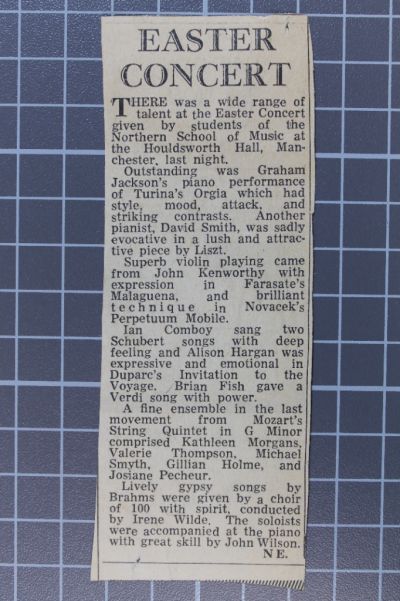 EASTER
CONCERT
THERE was a wide range of
talent at the Easter Concert
given by students of the
Northern School of Music at
the Houldsworth Hall, Man-
chester, last night.
Outstanding was Graham
Jackson's piano performance
of Turina's Orgia which had
style, mood, attack, and
striking contrasts. Another
pianist, David Smith, was sadly
evocative in a lush and attrac-
tive piece by Liszt.
Superb violin playing came
from John Kenworthy with
expression in Farasate's
Malaguena, and brilliant
technique in Novacek's
Perpetuum Mobile.
Ian Comboy sang two
Schubert songs with deep
feeling and Alison Hargan was
expressive and emotional in
Duparc's Invitation to the
Voyage. Brian Fish gave a
Verdi song with power.
A fine ensemble in the last
movement from Mozart's
String Quintet in G Minor
comprised Kathleen Morgans,
Valerie Thompson, Michael
Smyth, Gillian Holme, and
Josiane Pecheur.
Lively gypsy songs by
Brahms were given by a choir
of 100 with spirit, conducted
by Irene Wilde. The soloists
were accompanied at the piano
with great skill by John Wilson.
N E.